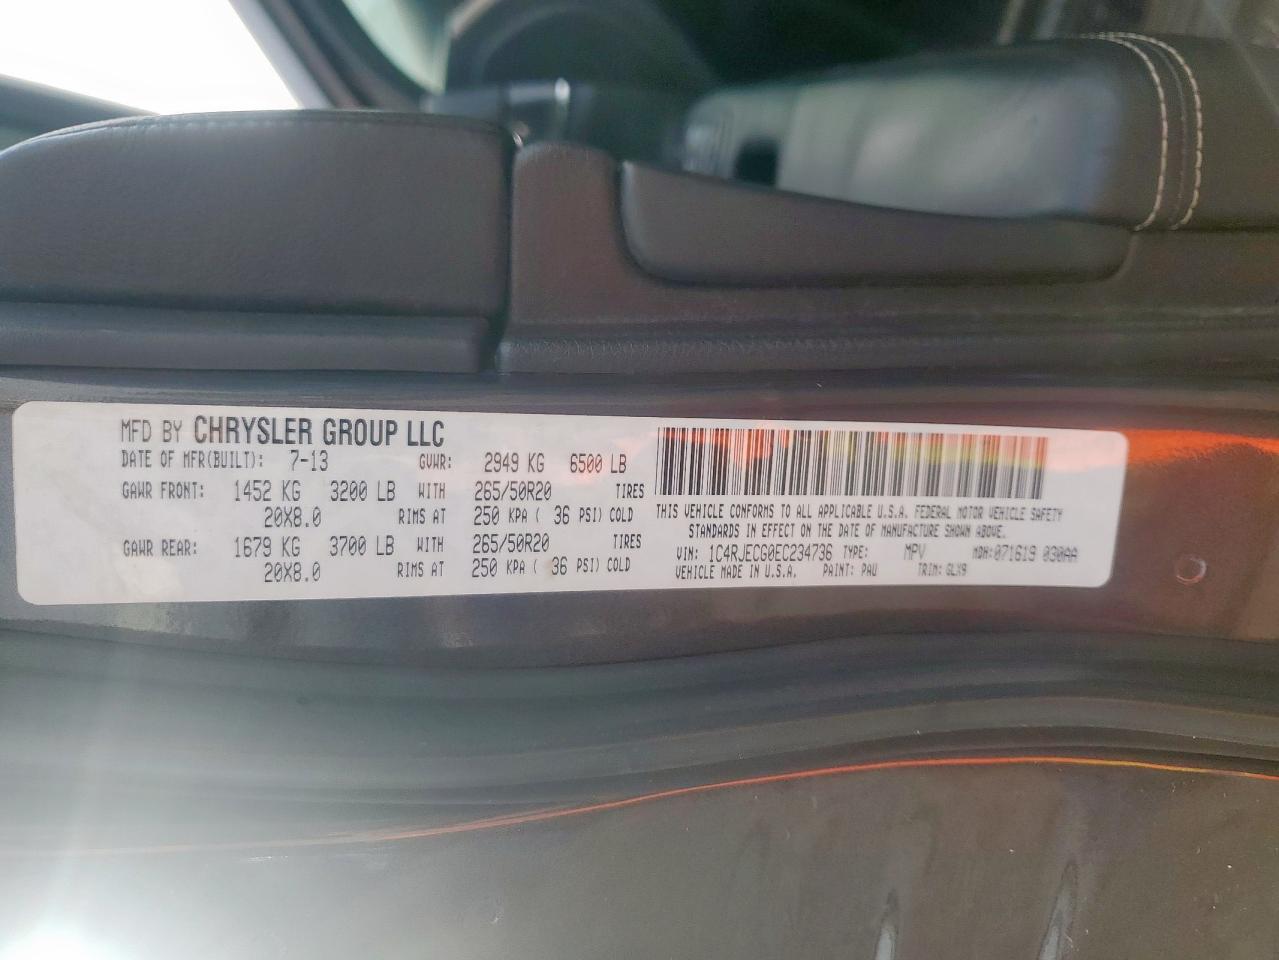 MFD BY CHRYSLER GROUP LLC
DATE OF MFR(BUILT): 7-13 GVWR: 2949 KG 6500 LB
GAWR FRONT: 1452 KG 3200 LB WITH 265/50R20 TIRES
20X8.0 RIMS AT 250 KPA ( 36 PSI) COLD
GAWR REAR: 1679 KG 3700 LB WITH 265/50R20 TIRES
20X8.0 RIMS AT 250 KPA ( 36 PSI) COLD
THIS VEHICLE CONFORMS TO ALL APPLICABLE U.S.A. FEDERAL MOTOR VEHICLE SAFETY
STANDARDS IN EFFECT ON THE DATE OF MANUFACTURE SHOWN ABOVE.
VIN: 1C4RJECG0EC234736 TYPE: MPV MDH: 071619 030AA
VEHICLE MADE IN U.S.A. PAINT: PAU TRIM: GLX9